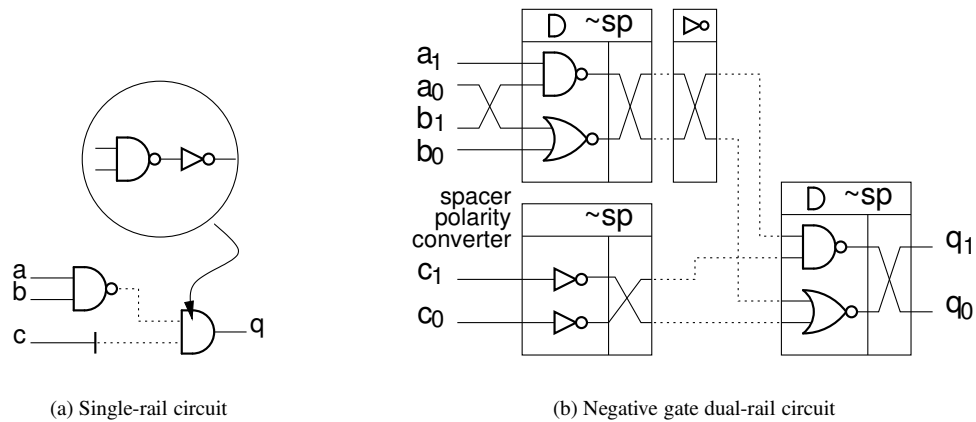 a
b
c
q
(a) Single-rail circuit
~sp
a1
a0
b1
b0
spacer
polarity
converter
~sp
c1
c0
~sp
q1
q0
(b) Negative gate dual-rail circuit